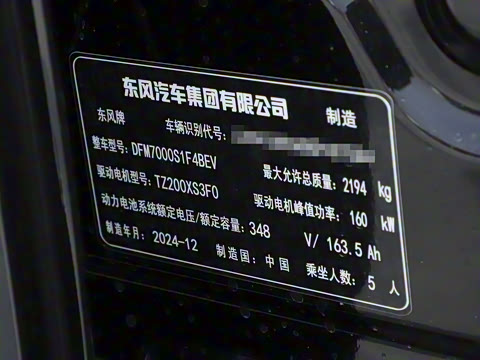 东风汽车集团有限公司 制造
东风牌 车辆识别代号:
整车型号: DFM7000S1F4BEV 最大允许总质量: 2194 kg
驱动电机型号: TZ200XS3F0 驱动电机峰值功率: 160 kW
动力电池系统额定电压/额定容量: 348 V/ 163.5 Ah
制造年月: 2024-12 制造国: 中国 乘坐人数: 5 人